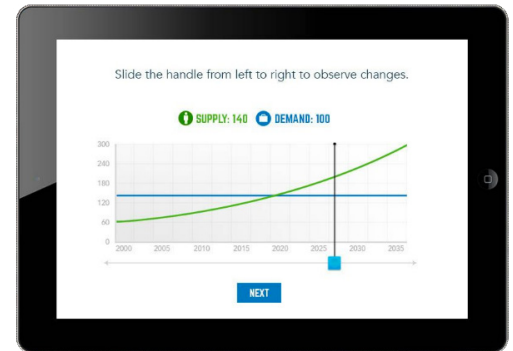 Slide the handle from left to right to observe changes.
SUPPLY: 140 DEMAND: 100
300
240
180
120
60
0
2000 2005 2010 2015 2020 2025 2030 2035
NEXT